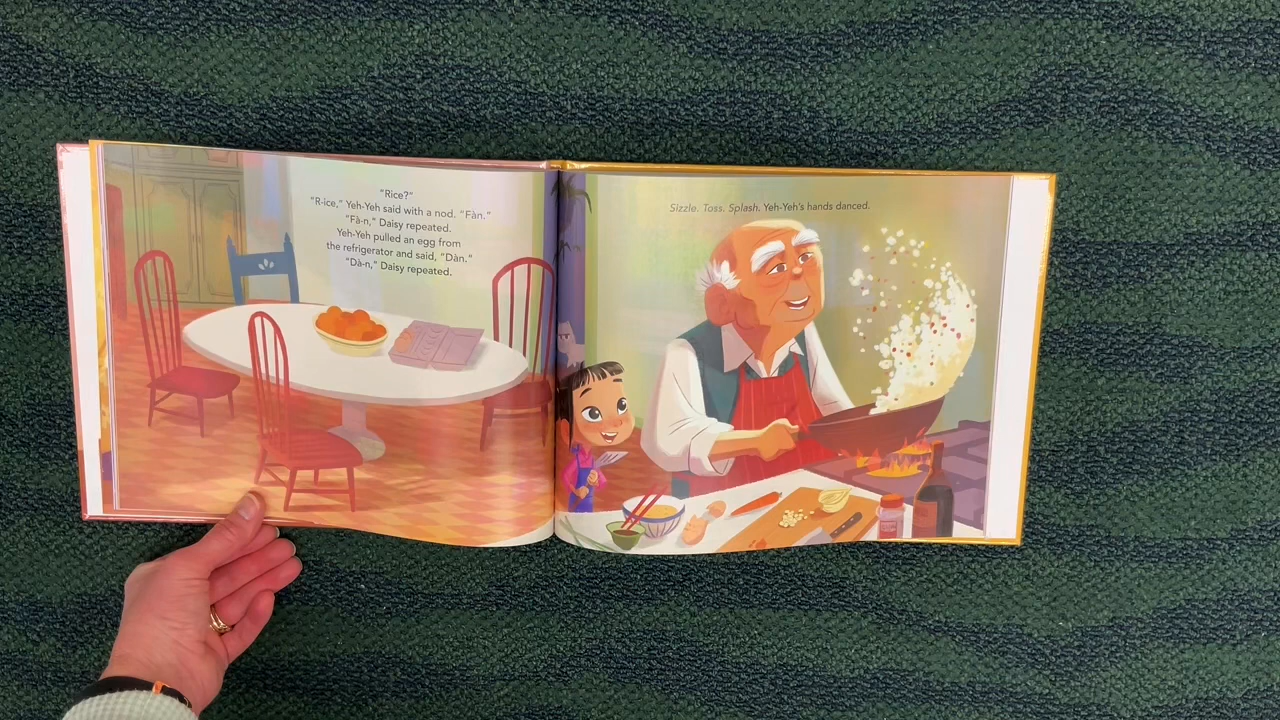 "Rice?"
"R-ice," Yeh-Yeh said with a nod. "Fàn."
"Fà-n," Daisy repeated.
Yeh-Yeh pulled an egg from
the refrigerator and said, "Dàn."
"Dà-n," Daisy repeated.
Sizzle. Toss. Splash. Yeh-Yeh's hands danced.